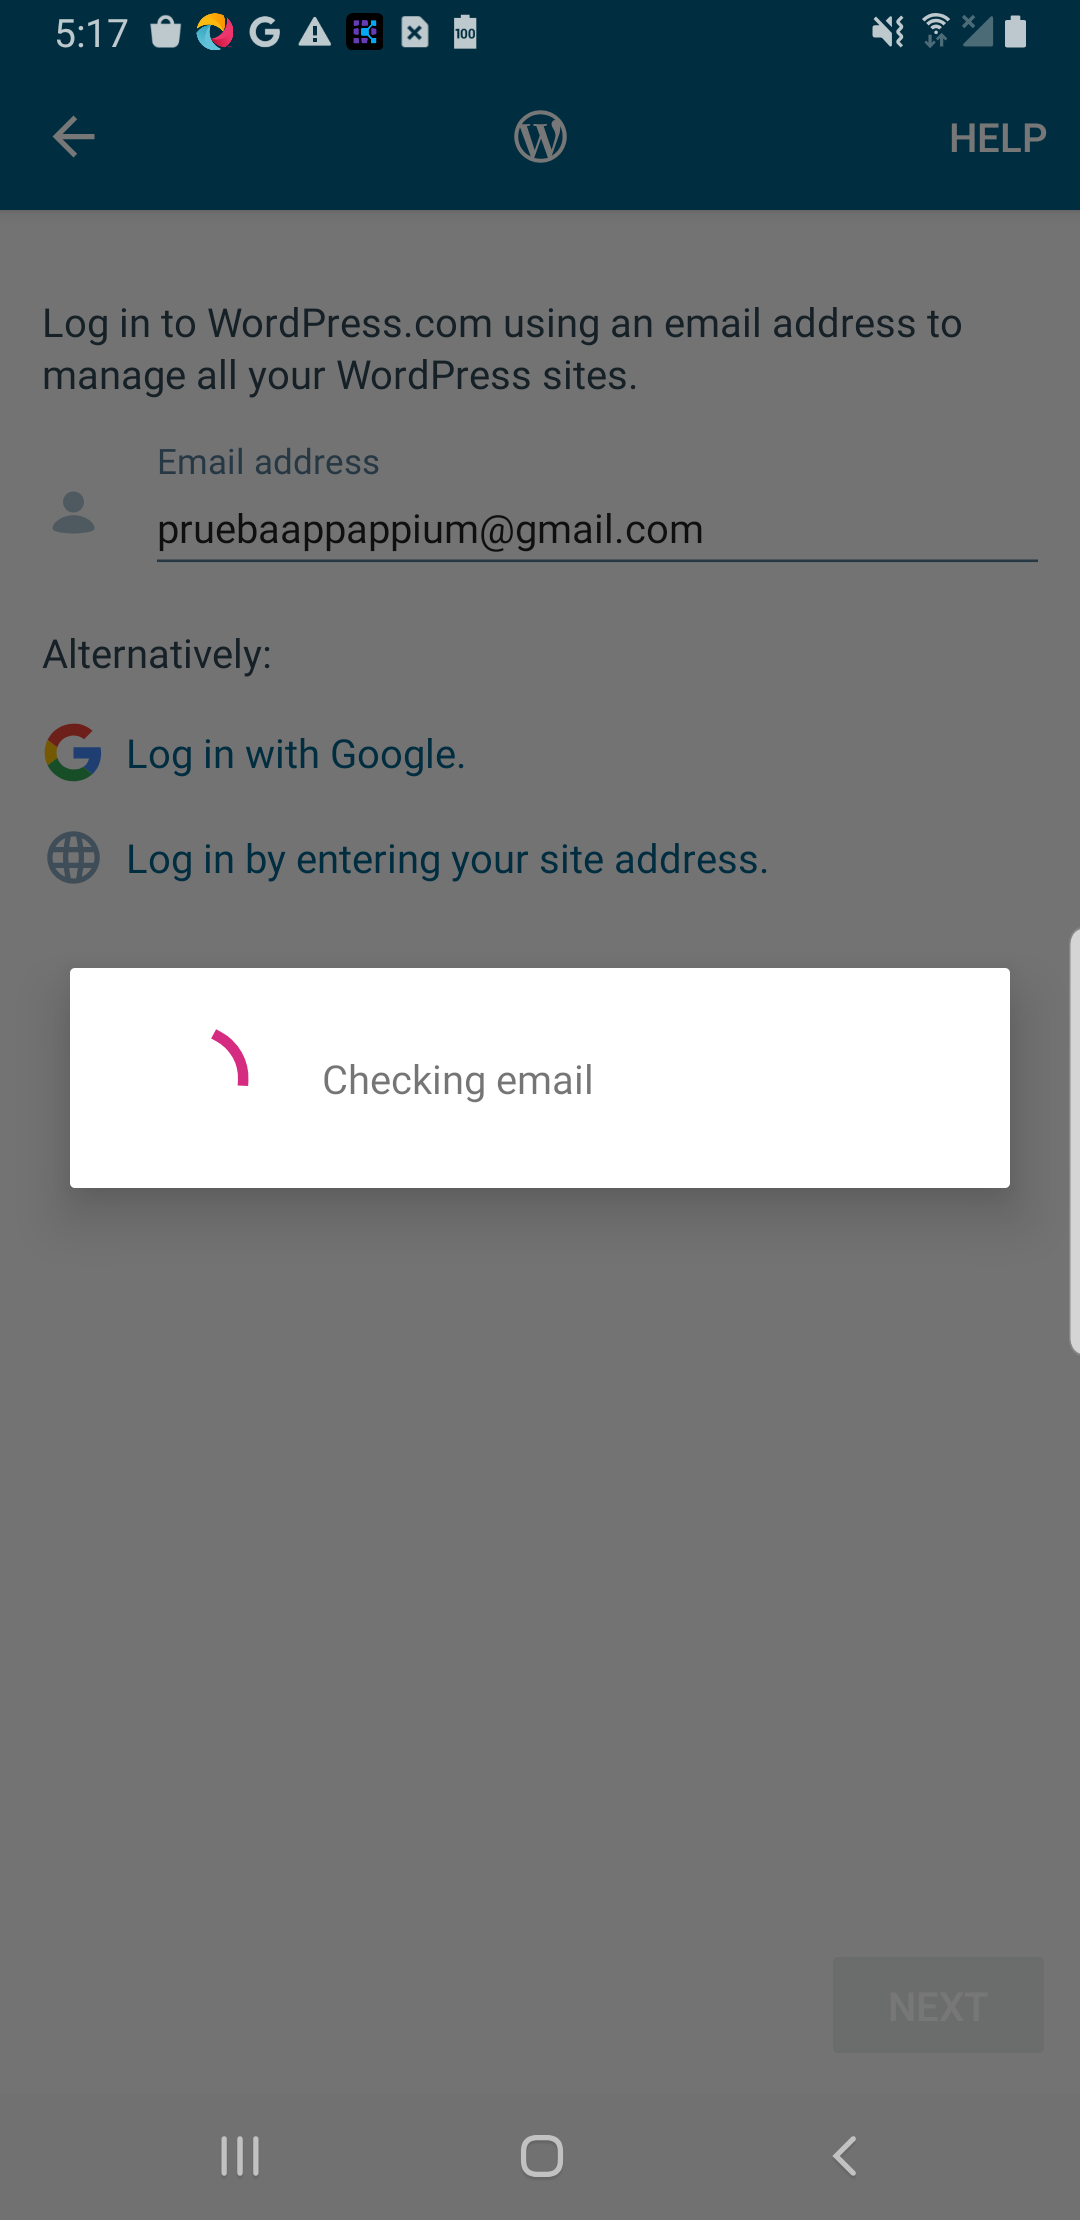 5:17
100
HELP
Log in to WordPress.com using an email address to
manage all your WordPress sites.
Email address
pruebaappappium@gmail.com
Alternatively:
Log in with Google.
Log in by entering your site address.
Checking email
NEXT